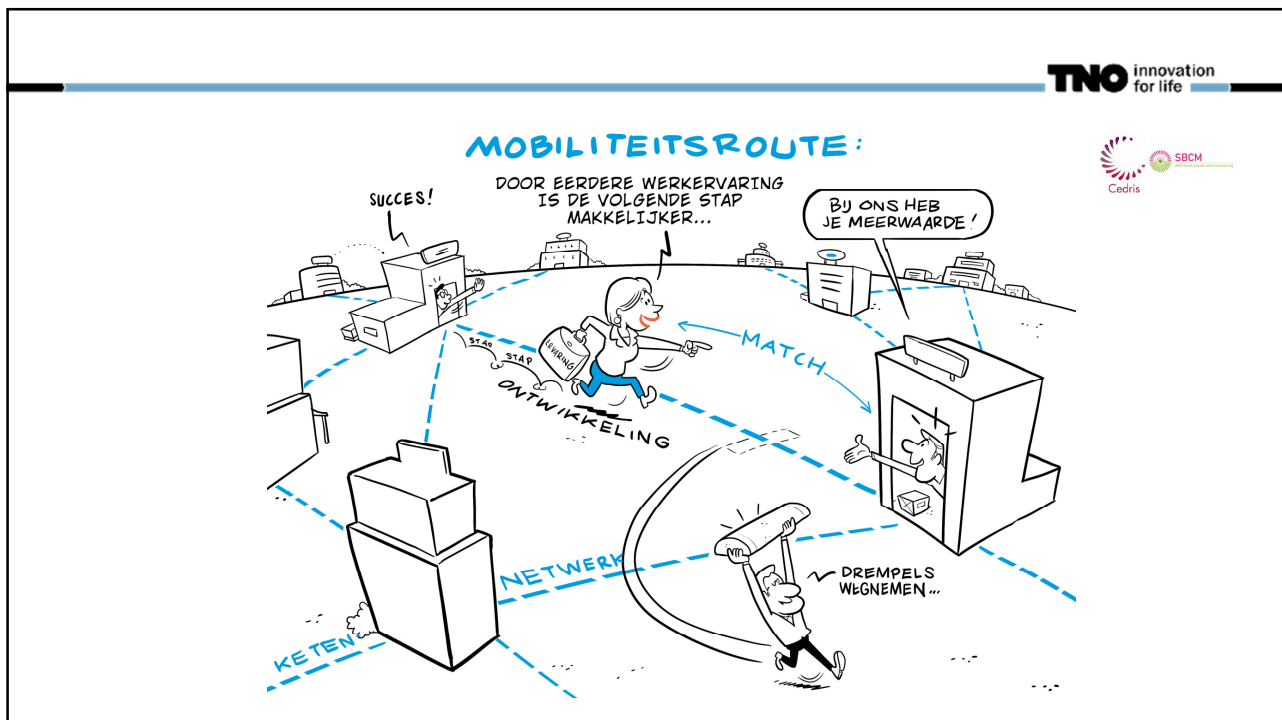 TNO innovation
for life
MOBILITEITSROUTE:
Cedris
SBCM
SUCCES!
DOOR EERDERE WERKERVARING
IS DE VOLGENDE STAP
MAKKELIJKER...
BIJ ONS HEB
JE MEERWAARDE!
MATCH
STAP
STAP
ERVARING
ONTWIKKELING
NETWERK
DREMPELS
WEGNEMEN...
KETEN